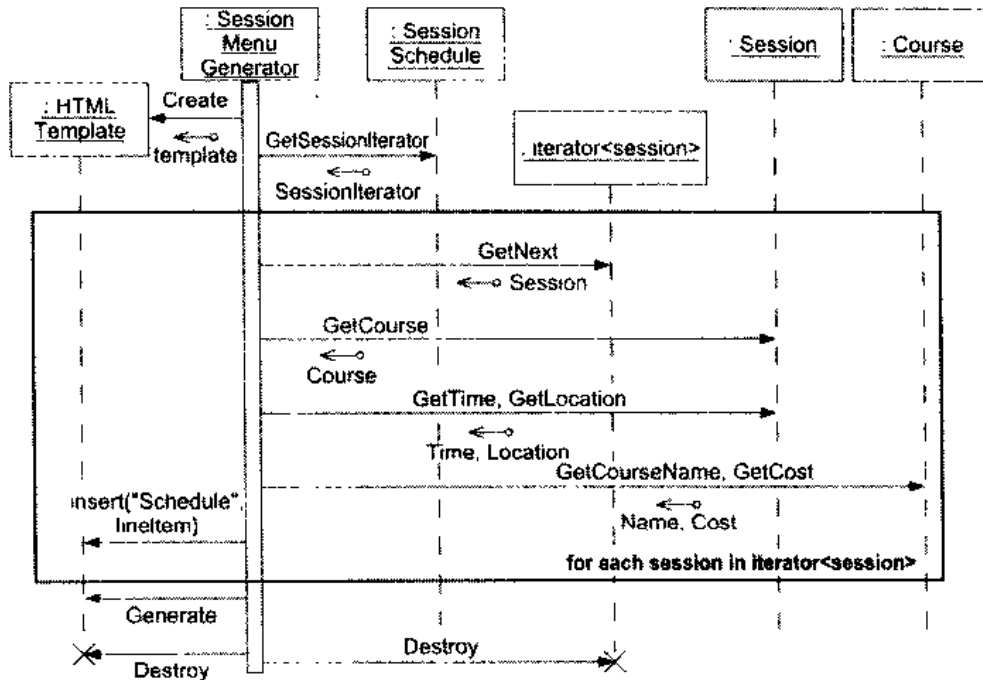 : Session
Menu
Generator
: Session
Schedule
: Session
: Course
: HTML
Template
Create
template
GetSessionIterator
SessionIterator
: Iterator<session>
GetNext
Session
GetCourse
Course
GetTime, GetLocation
Time, Location
GetCourseName, GetCost
Name, Cost
insert("Schedule",
lineItem)
for each session in iterator<session>
Generate
Destroy
Destroy